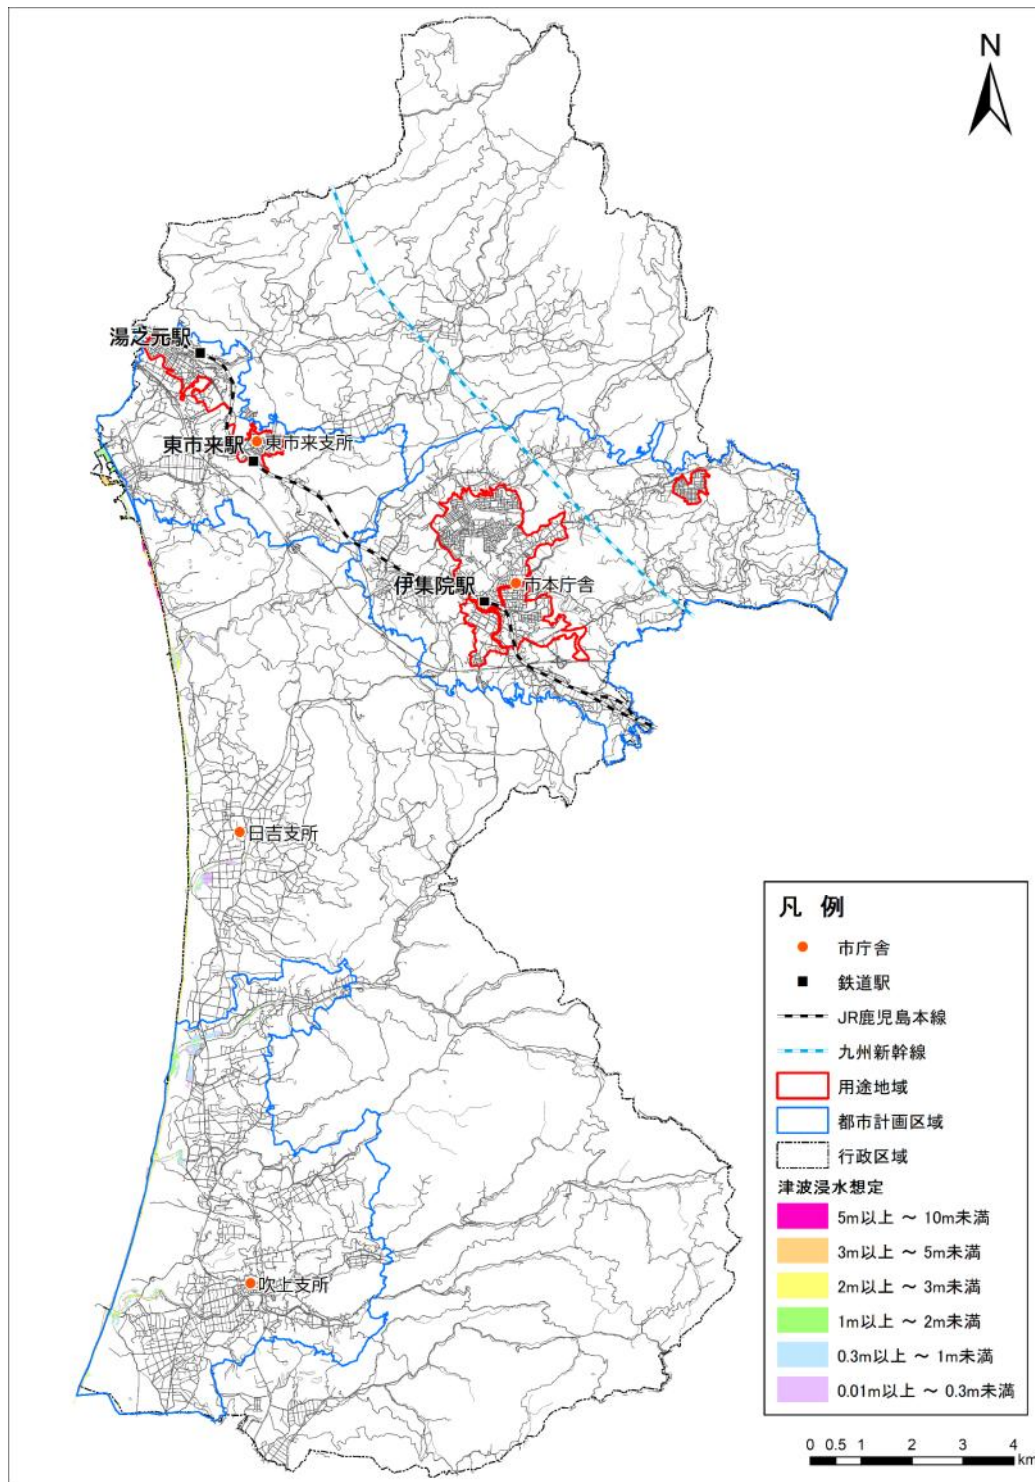 N
湯之元駅
東市来駅
東市来支所
伊集院駅
市本庁舎
日吉支所
吹上支所
凡 例
市庁舎
鉄道駅
JR鹿児島本線
九州新幹線
用途地域
都市計画区域
行政区域
津波浸水想定
5m以上 ～ 10m未満
3m以上 ～ 5m未満
2m以上 ～ 3m未満
1m以上 ～ 2m未満
0.3m以上 ～ 1m未満
0.01m以上 ～ 0.3m未満
0 0.5 1 2 3 4
km